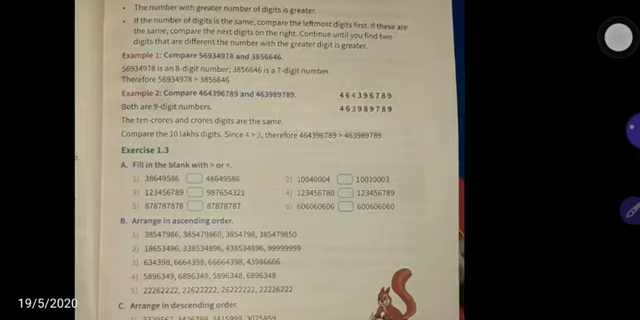 • The number with greater number of digits is greater.
• If the number of digits is the same, compare the leftmost digits first. If these are
the same, compare the next digits on the right. Continue until you find two
digits that are different the number with the greater digit is greater.
Example 1: Compare 56934978 and 3856646.
56934978 is an 8-digit number; 3856646 is a 7-digit number.
Therefore 56934978 > 3856646
Example 2: Compare 464396789 and 463989789.
464396789
Both are 9-digit numbers.
463989789
The ten-crores and crores digits are the same.
Compare the 10 lakhs digits. Since 4 > 3, therefore 464396789 > 463989789
Exercise 1.3
A. Fill in the blank with > or <.
1) 38649586 48649586 2) 10040004 10030003
3) 123456789 987654321 4) 123456780 123456789
5) 878787878 87878787 6) 606060606 600606060
B. Arrange in ascending order.
1) 38547986, 385479860, 3854798, 385479850
2) 18653496, 338534896, 438534896, 99999999
3) 634398, 6664398, 66664398, 43986666
4) 5896349, 6896349, 5896348, 6896348
5) 22262222, 22622222, 26222222, 22226222
C. Arrange in descending order.
19/5/2020